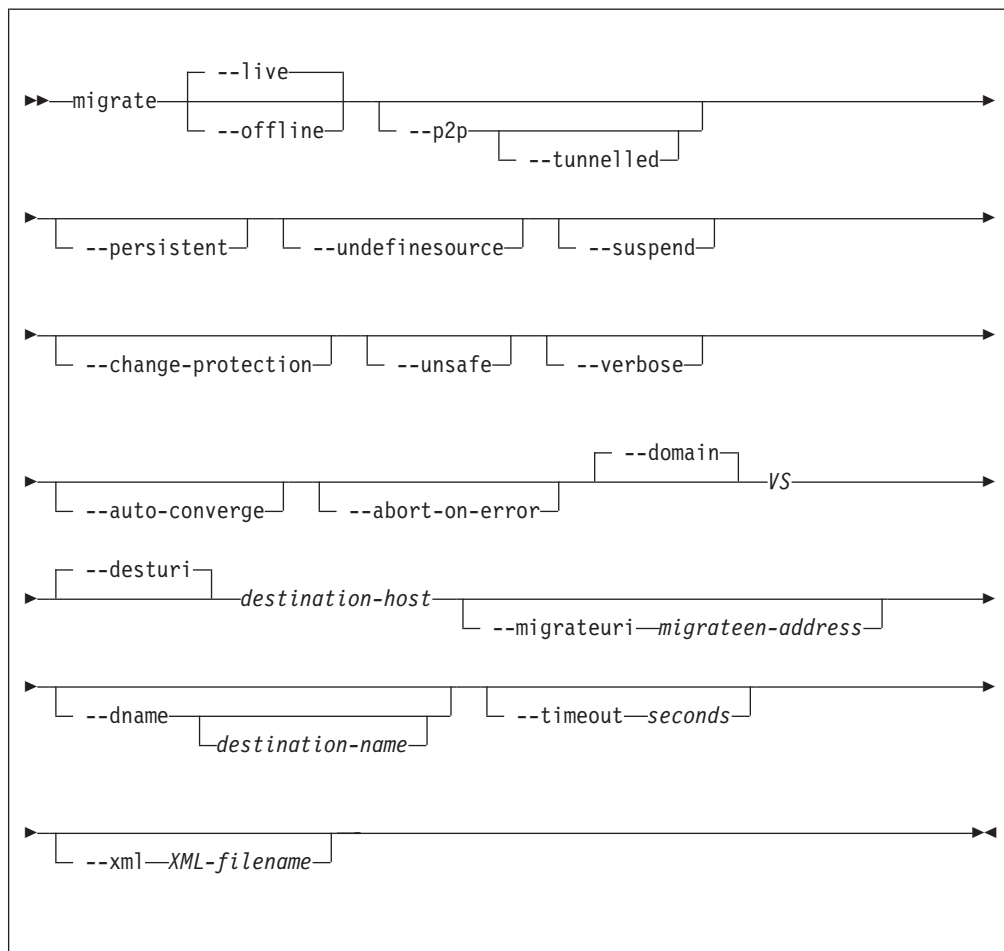 --live
migrate
--offline
--p2p
--tunnelled
--persistent --undefinesource --suspend
--change-protection --unsafe --verbose
--domain
VS
--auto-converge --abort-on-error
--desturi
destination-host
--migrateuri migrateen-address
--dname --timeout seconds
destination-name
--xml XML-filename